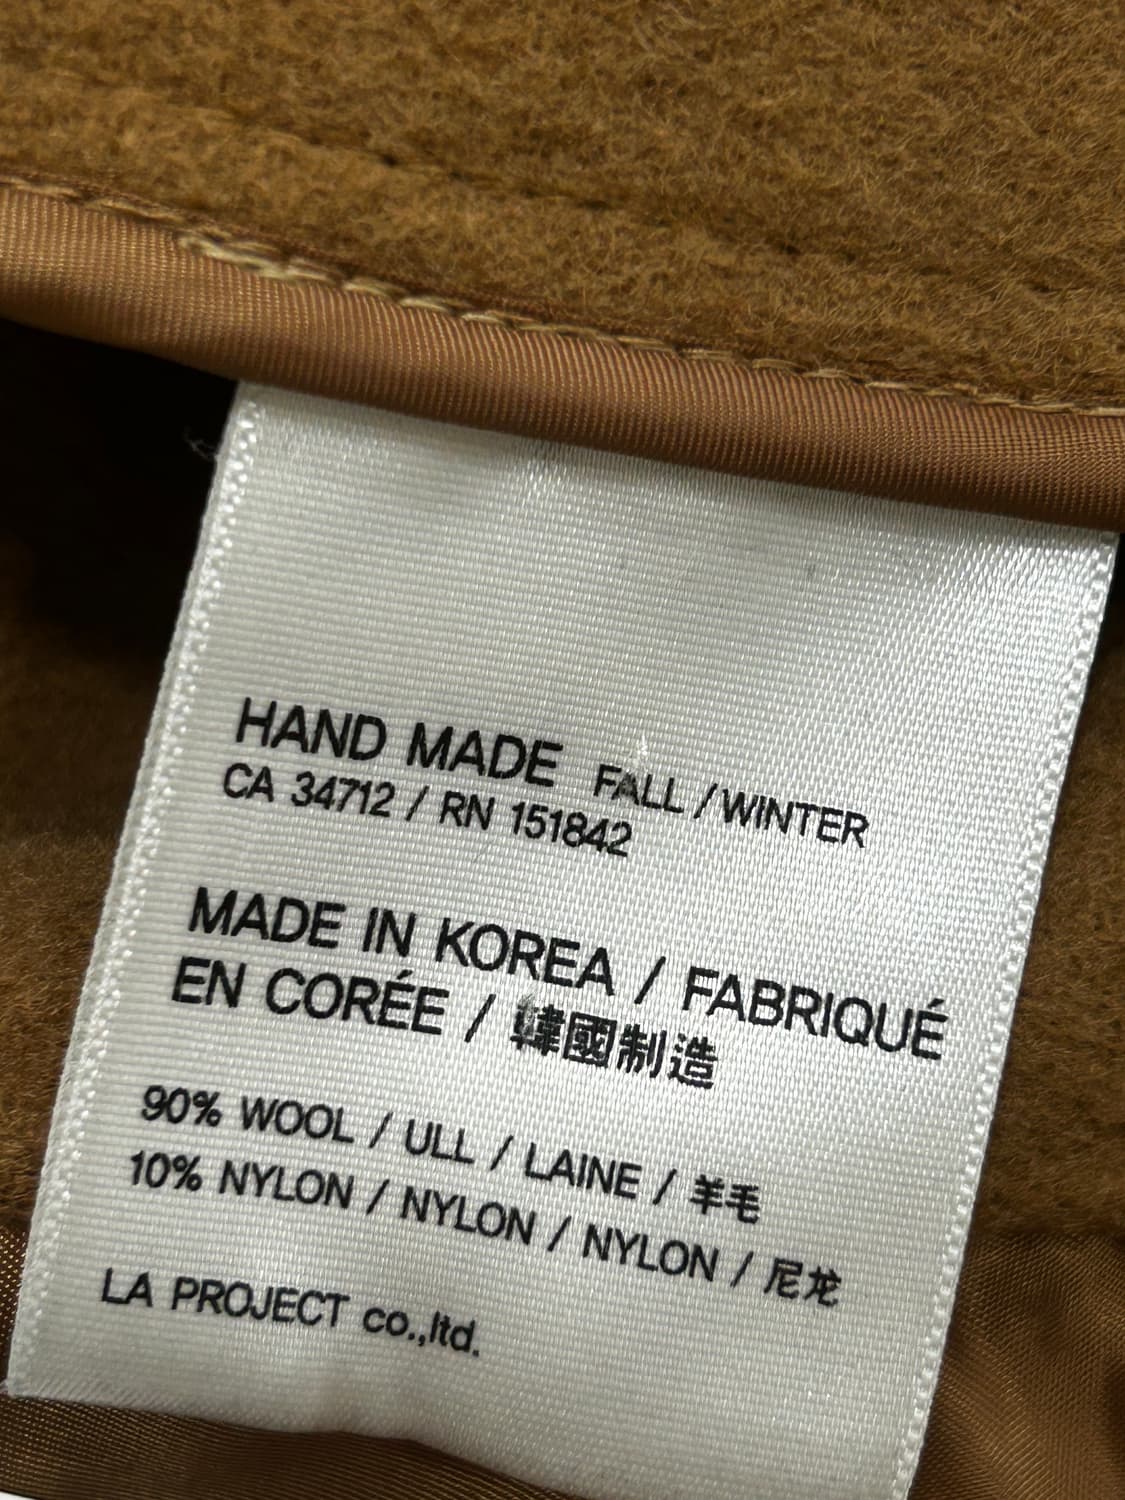 HAND MADE FALL / WINTER
CA 34712 / RN 151842
MADE IN KOREA / FABRIQUÉ
EN CORÉE / 韓國制造
90% WOOL / ULL / LAINE / 羊毛
10% NYLON / NYLON / NYLON / 尼龙
LA PROJECT co.,ltd.